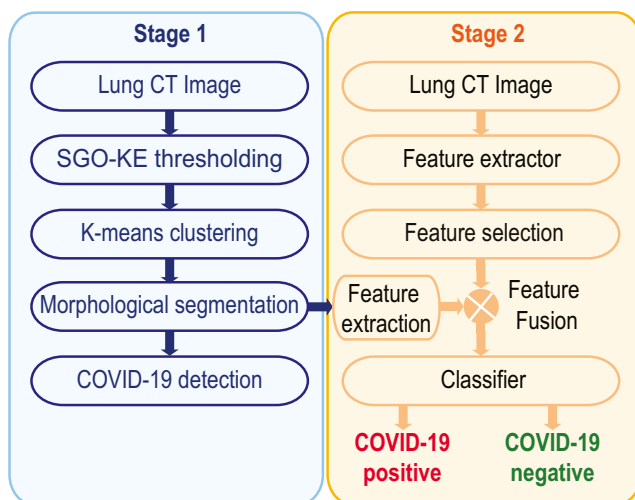 Stage 1
Lung CT Image
SGO-KE thresholding
K-means clustering
Morphological segmentation
COVID-19 detection
Stage 2
Lung CT Image
Feature extractor
Feature selection
Feature
extraction
Feature
Fusion
Classifier
COVID-19
positive
COVID-19
negative